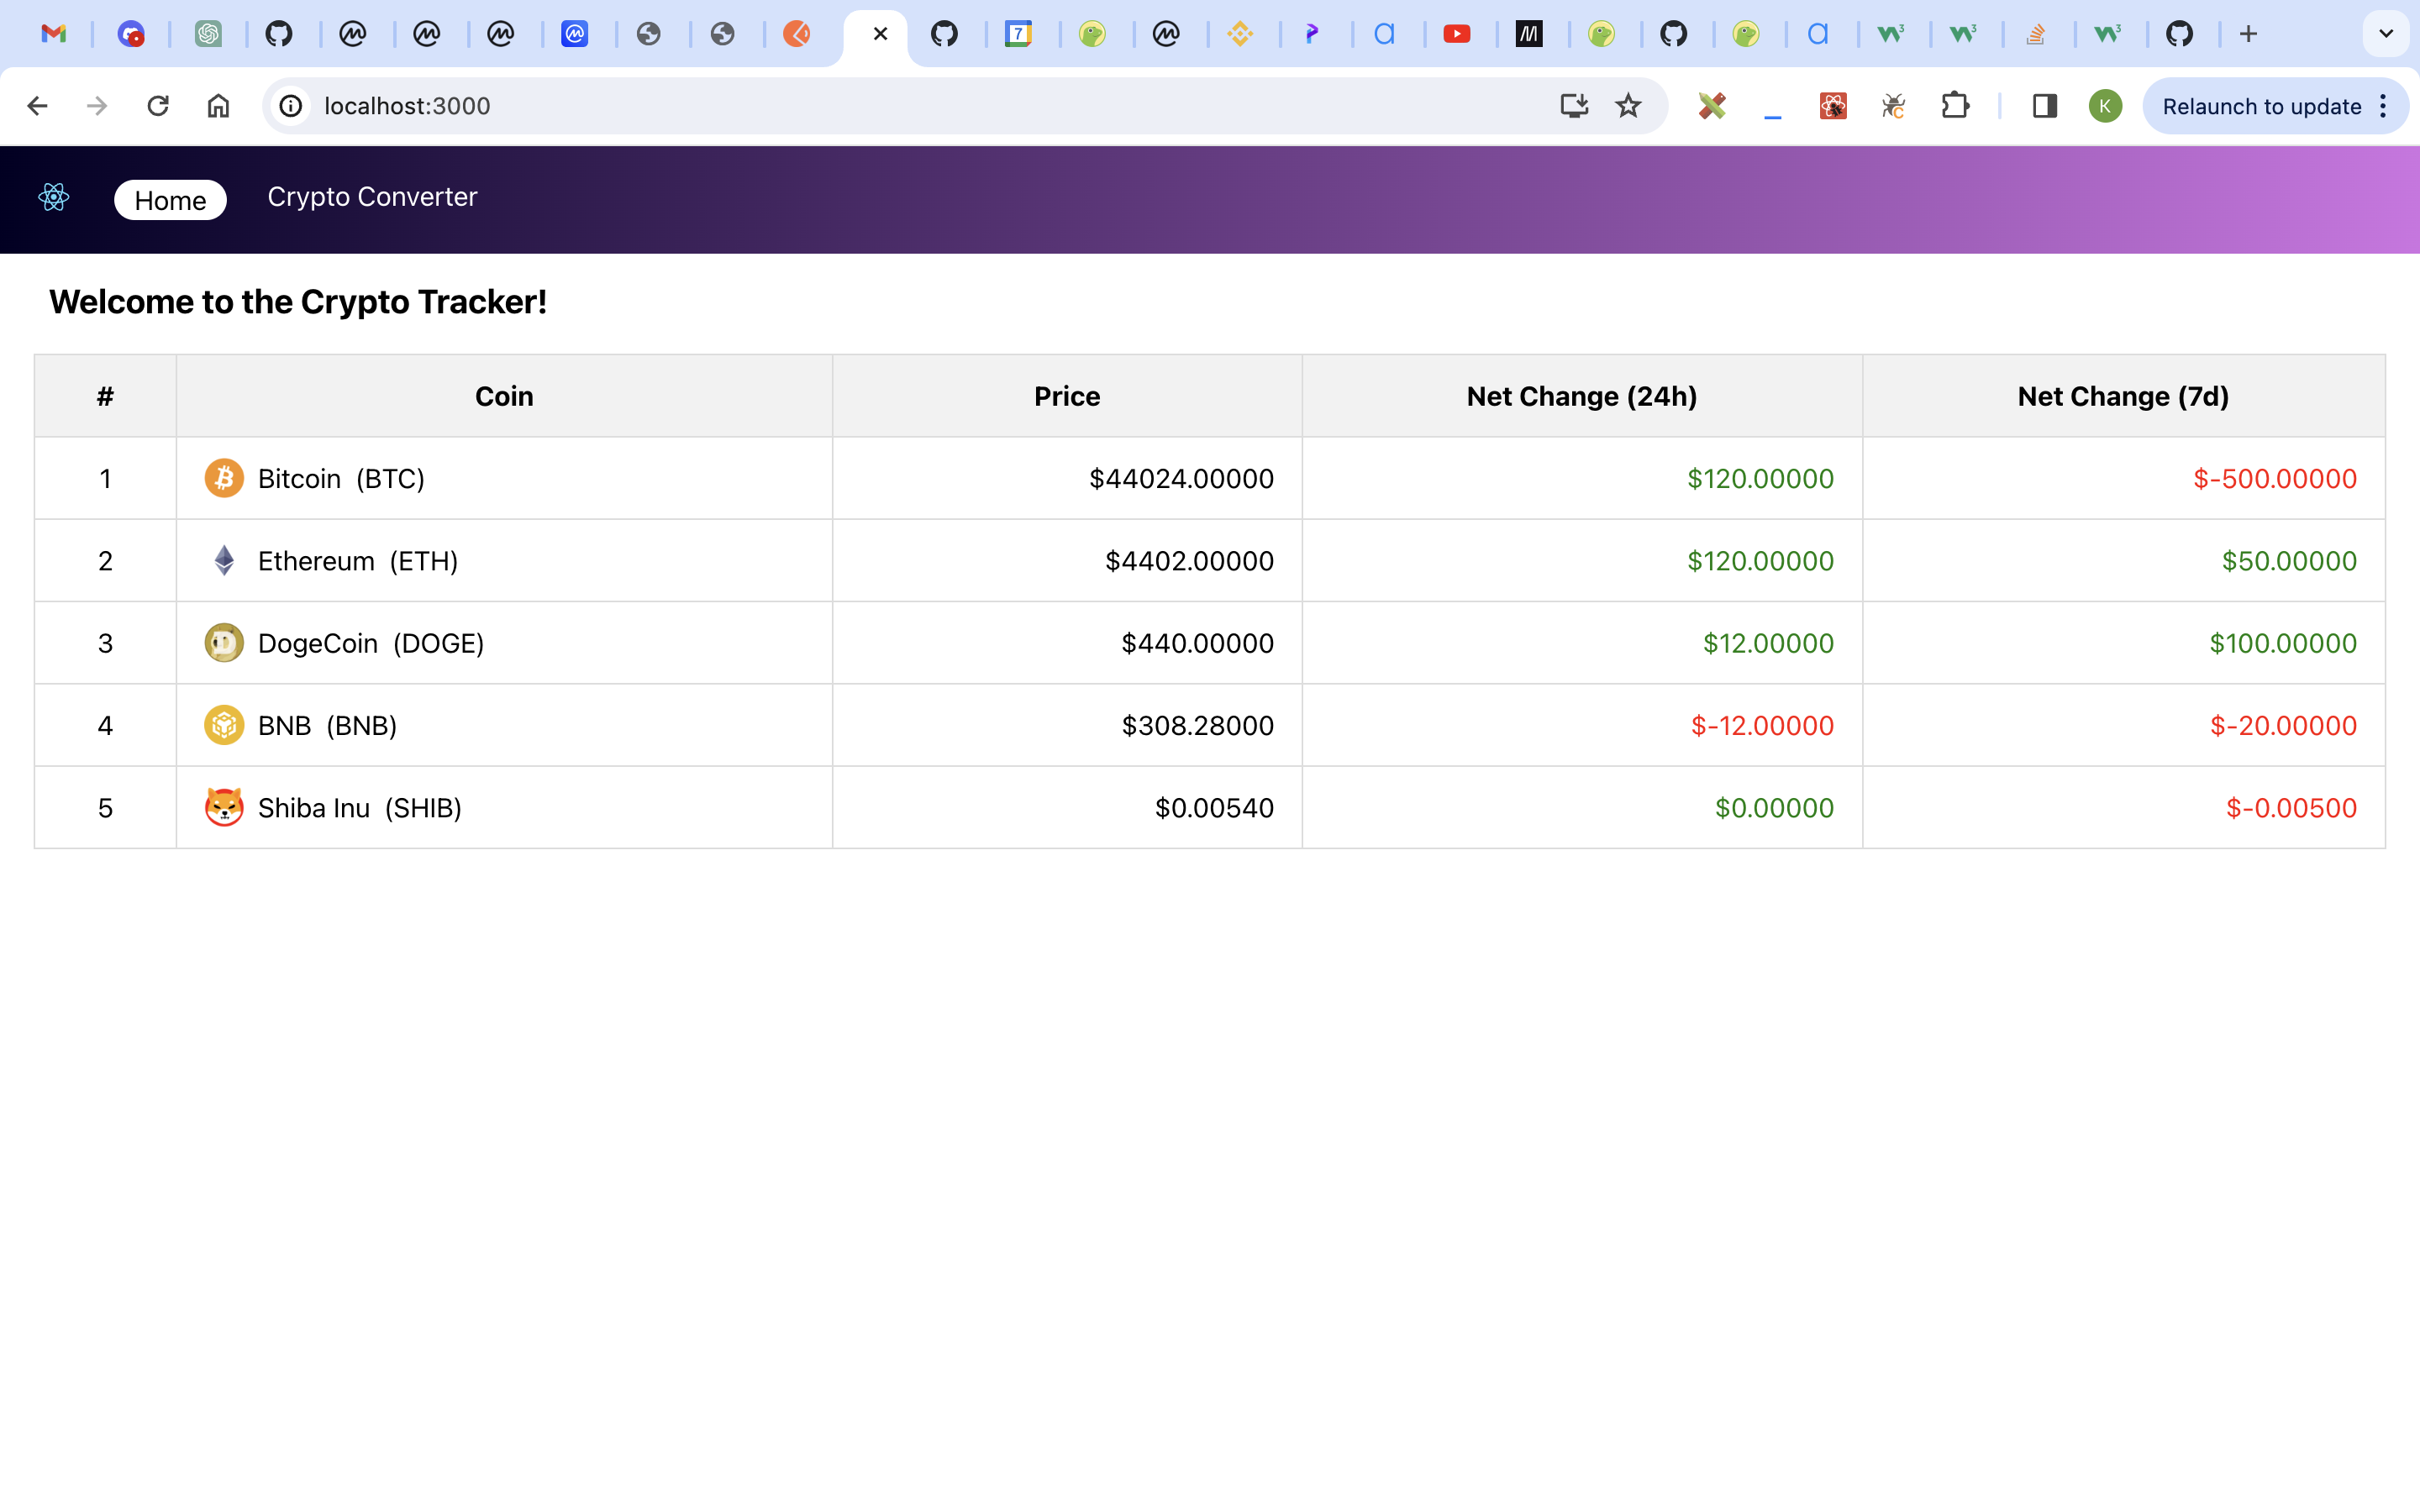 7
localhost:3000
K
Relaunch to update
Home
Crypto Converter
Welcome to the Crypto Tracker!
# Coin Price Net Change (24h) Net Change (7d)
1 Bitcoin (BTC) $44024.00000 $120.00000 $-500.00000
2 Ethereum (ETH) $4402.00000 $120.00000 $50.00000
3 DogeCoin (DOGE) $440.00000 $12.00000 $100.00000
4 BNB (BNB) $308.28000 $-12.00000 $-20.00000
5 Shiba Inu (SHIB) $0.00540 $0.00000 $-0.00500